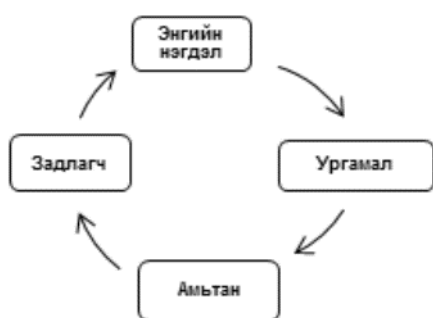 Энгийн
нэгдэл
Задлагч
Ургамал
Амьтан